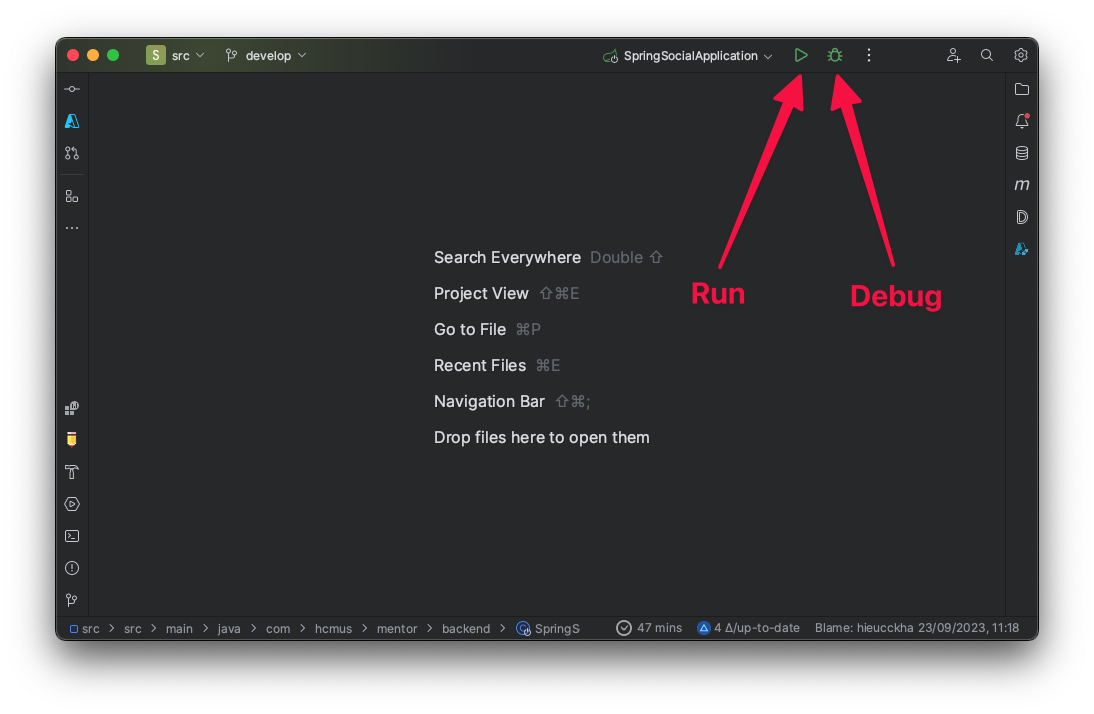 S src develop SpringSocialApplication
Search Everywhere Double ⇧
Project View ⇧⌘E
Go to File ⌘P
Recent Files ⌘E
Navigation Bar ⇧⌘;
Drop files here to open them
Run
Debug
m
D
src > src > main > java > com > hcmus > mentor > backend > SpringS 47 mins 4 Δ/up-to-date Blame: hieucckha 23/09/2023, 11:18